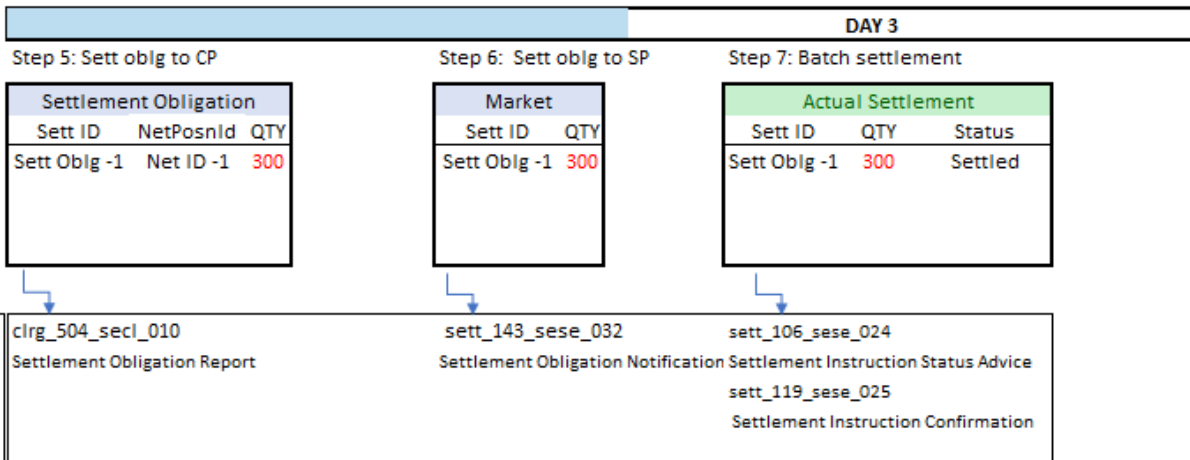 DAY 3
Step 5: Sett oblg to CP
Step 6: Sett oblg to SP
Step 7: Batch settlement
Settlement Obligation
Sett ID NetPosnId QTY
Sett Oblg -1 Net ID -1 300
Market
Sett ID QTY
Sett Oblg -1 300
Actual Settlement
Sett ID QTY Status
Sett Oblg -1 300 Settled
clrg_504_secl_010
Settlement Obligation Report
sett_143_sese_032
Settlement Obligation Notification
sett_106_sese_024
Settlement Instruction Status Advice
sett_119_sese_025
Settlement Instruction Confirmation